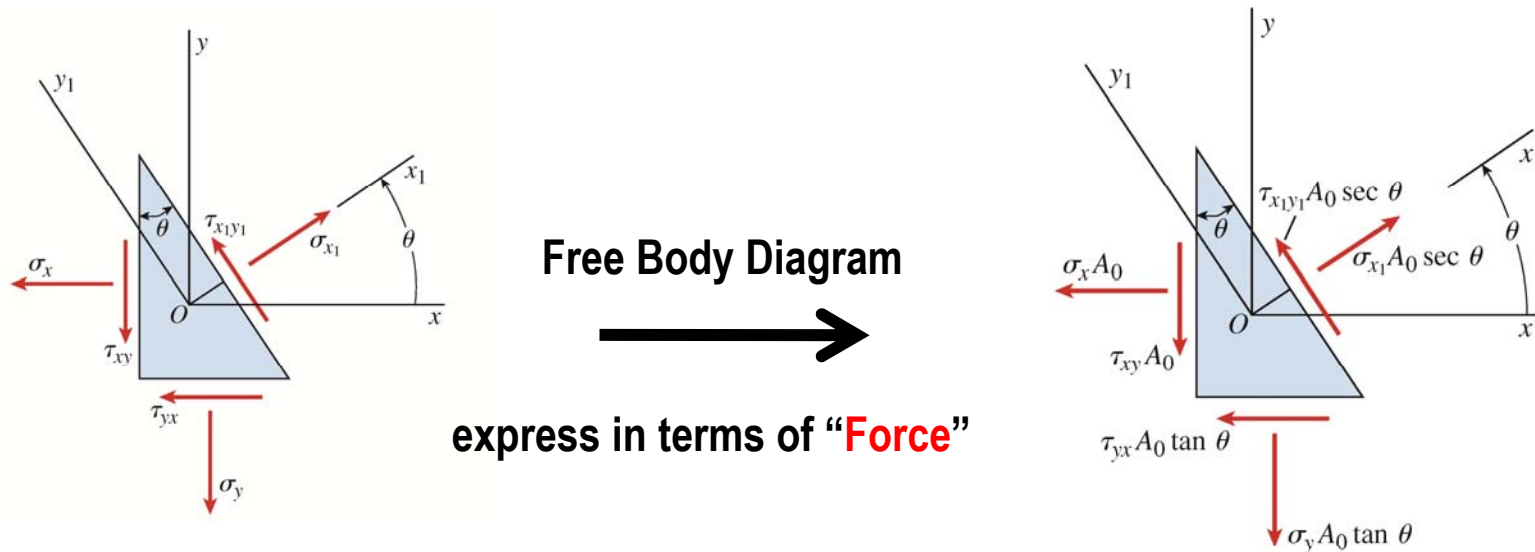 y
y₁
x₁
θ
τx₁y₁
σx₁
θ
σx
O
x
τxy
τyx
σy
Free Body Diagram
express in terms of “Force”
y
y₁
x
τx₁y₁A₀ sec θ
θ
θ
σx₁A₀ sec θ
σxA₀
O
x
τxyA₀
τyxA₀ tan θ
σyA₀ tan θ